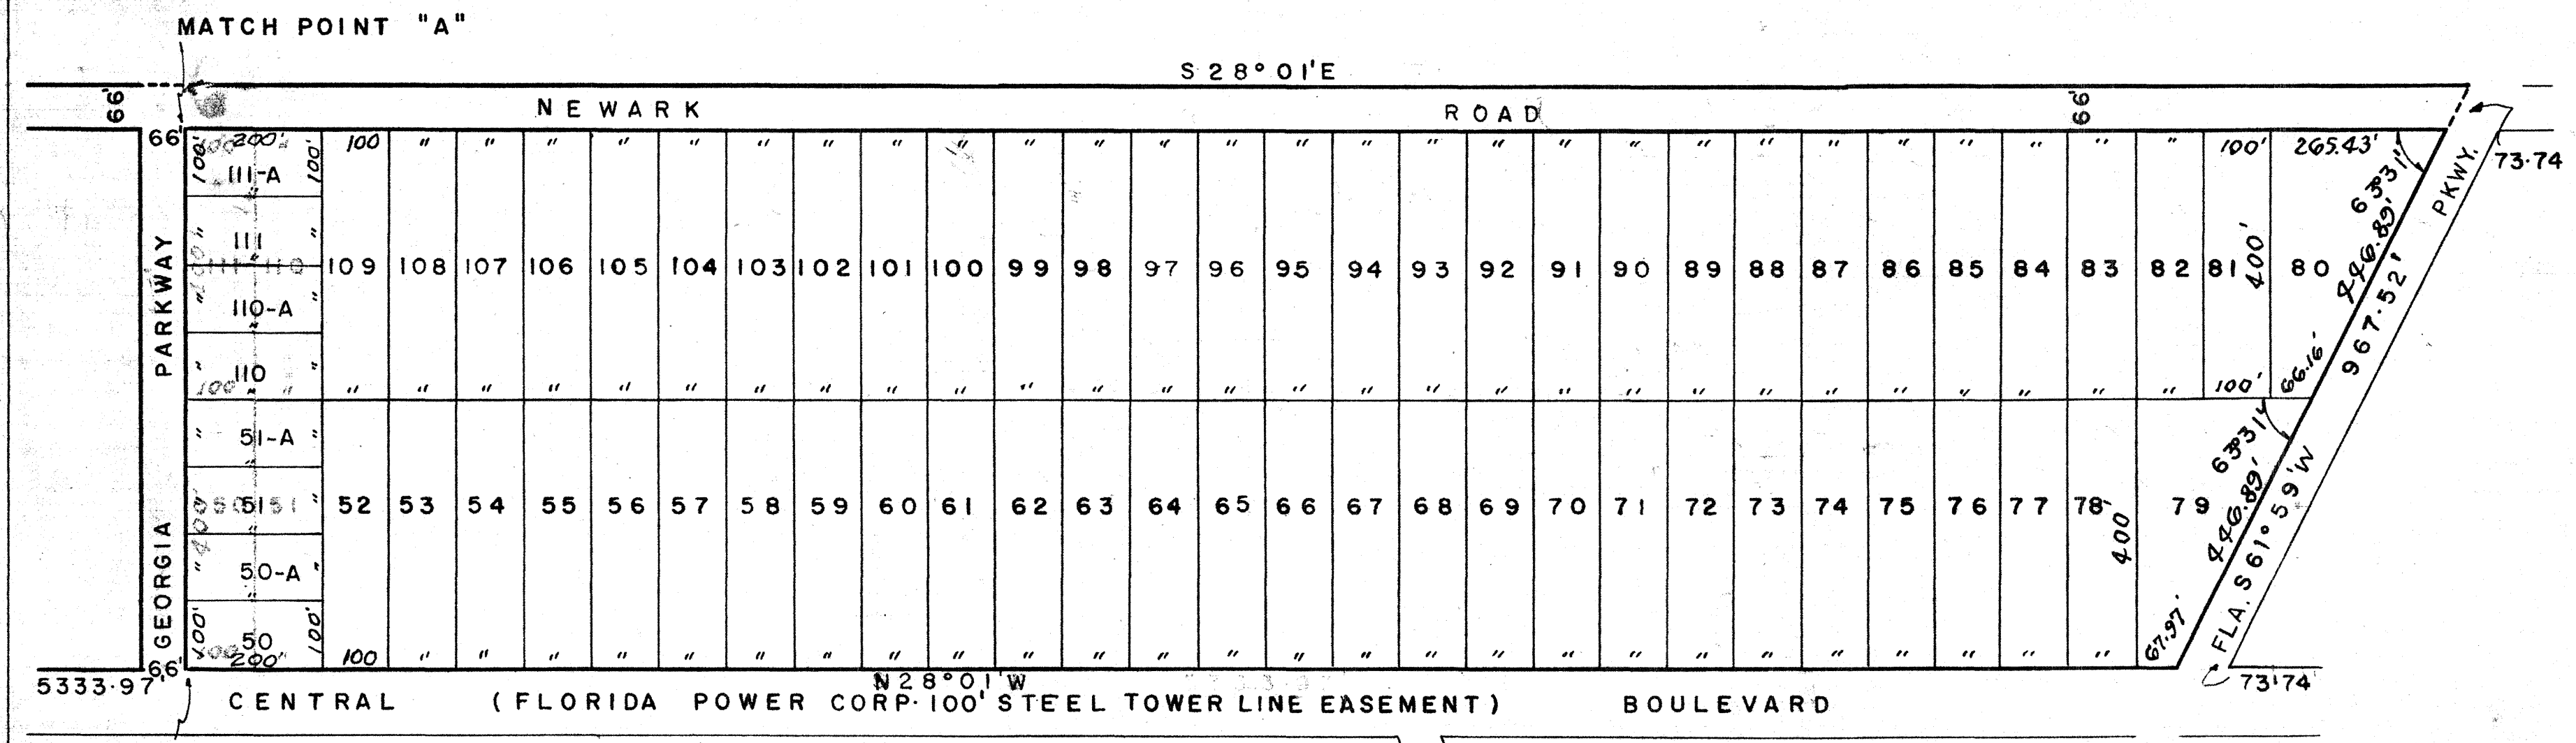 MATCH POINT "A"
S 28° 01' E
66' NEWARK ROAD 66'
66' 200' 100 " " " " " " " " " " " " " " " " " " " " " " " " " " " 100' 265.43' 73.74
100' 111-A 100'
" 111 "
109 108 107 106 105 104 103 102 101 100 99 98 97 96 95 94 93 92 91 90 89 88 87 86 85 84 83 82 81 400' 80
63°31'
446.89'
PKWY.
967.52'
" 110-A "
" 110 " " " " " " " " " " " " " " " " " " " " " " " " " " " " " 100' 66.16'
PARKWAY
" 51-A "
63°31'
" 51 " 52 53 54 55 56 57 58 59 60 61 62 63 64 65 66 67 68 69 70 71 72 73 74 75 76 77 78 400' 79
446.89'
FLA. S 61° 59' W
" 50-A "
100' 50 100'
GEORGIA
66' 200' 100 " " " " " " " " " " " " " " " " " " " " " " " " " " 67.97'
5333.97'
N 28° 01' W
73.74
CENTRAL (FLORIDA POWER CORP. 100' STEEL TOWER LINE EASEMENT) BOULEVARD